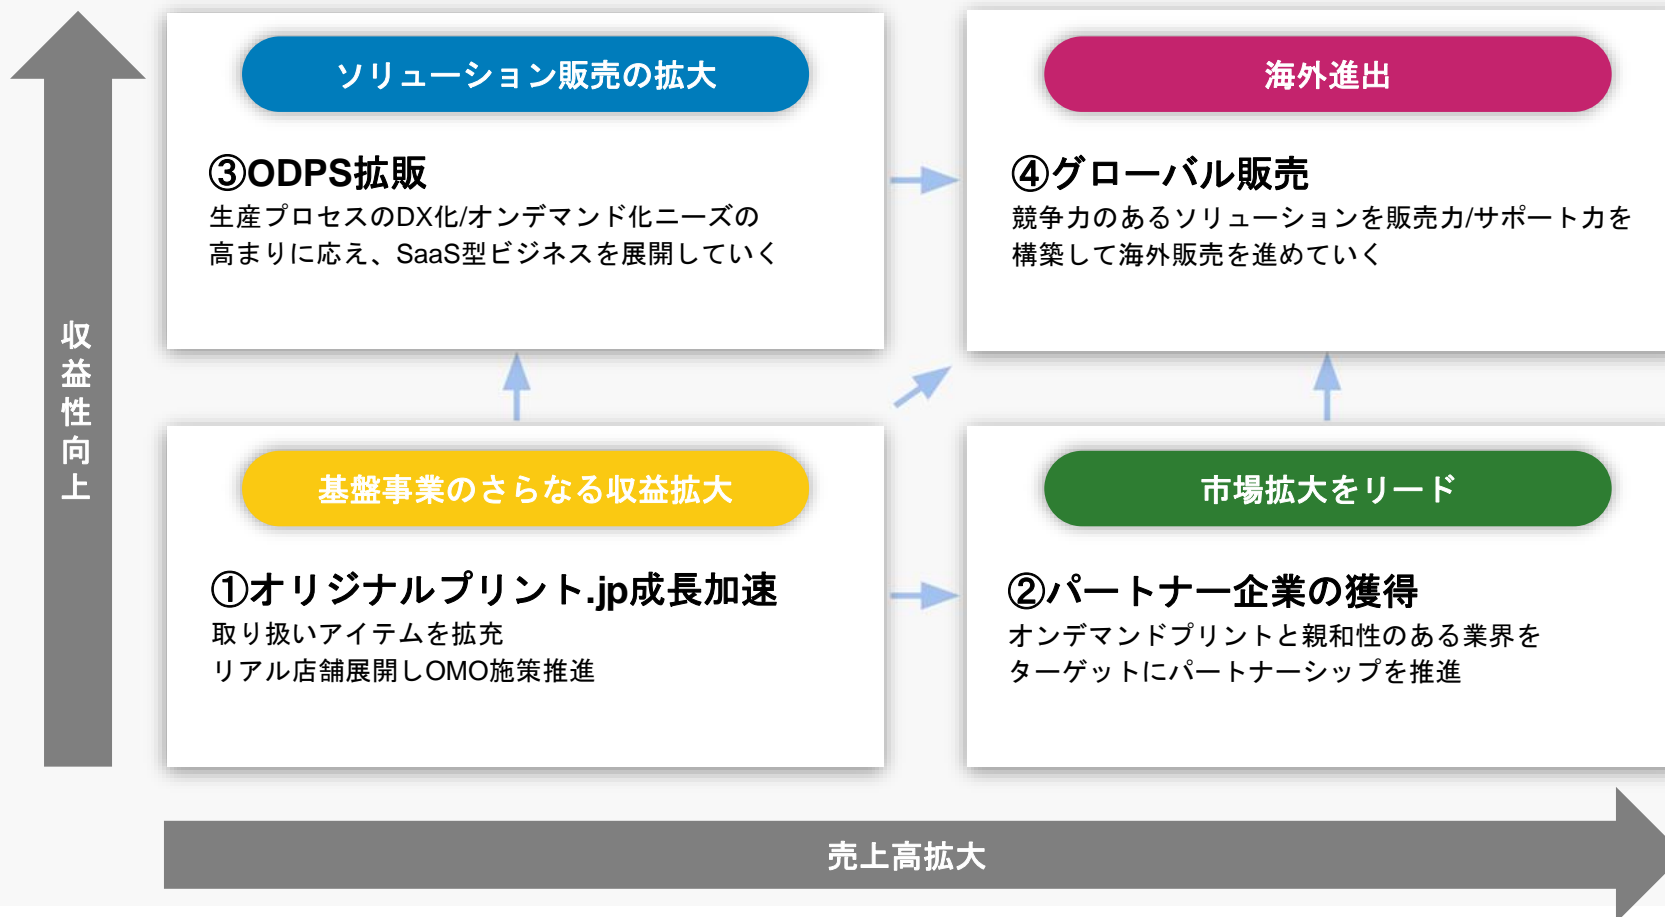 ソリューション販売の拡大
③ODPS拡販
生産プロセスのDX化/オンデマンド化ニーズの
高まりに応え、SaaS型ビジネスを展開していく
海外進出
④グローバル販売
競争力のあるソリューションを販売力/サポート力を
構築して海外販売を進めていく
収益性向上
基盤事業のさらなる収益拡大
①オリジナルプリント.jp成長加速
取り扱いアイテムを拡充
リアル店舗展開しOMO施策推進
市場拡大をリード
②パートナー企業の獲得
オンデマンドプリントと親和性のある業界を
ターゲットにパートナーシップを推進
売上高拡大